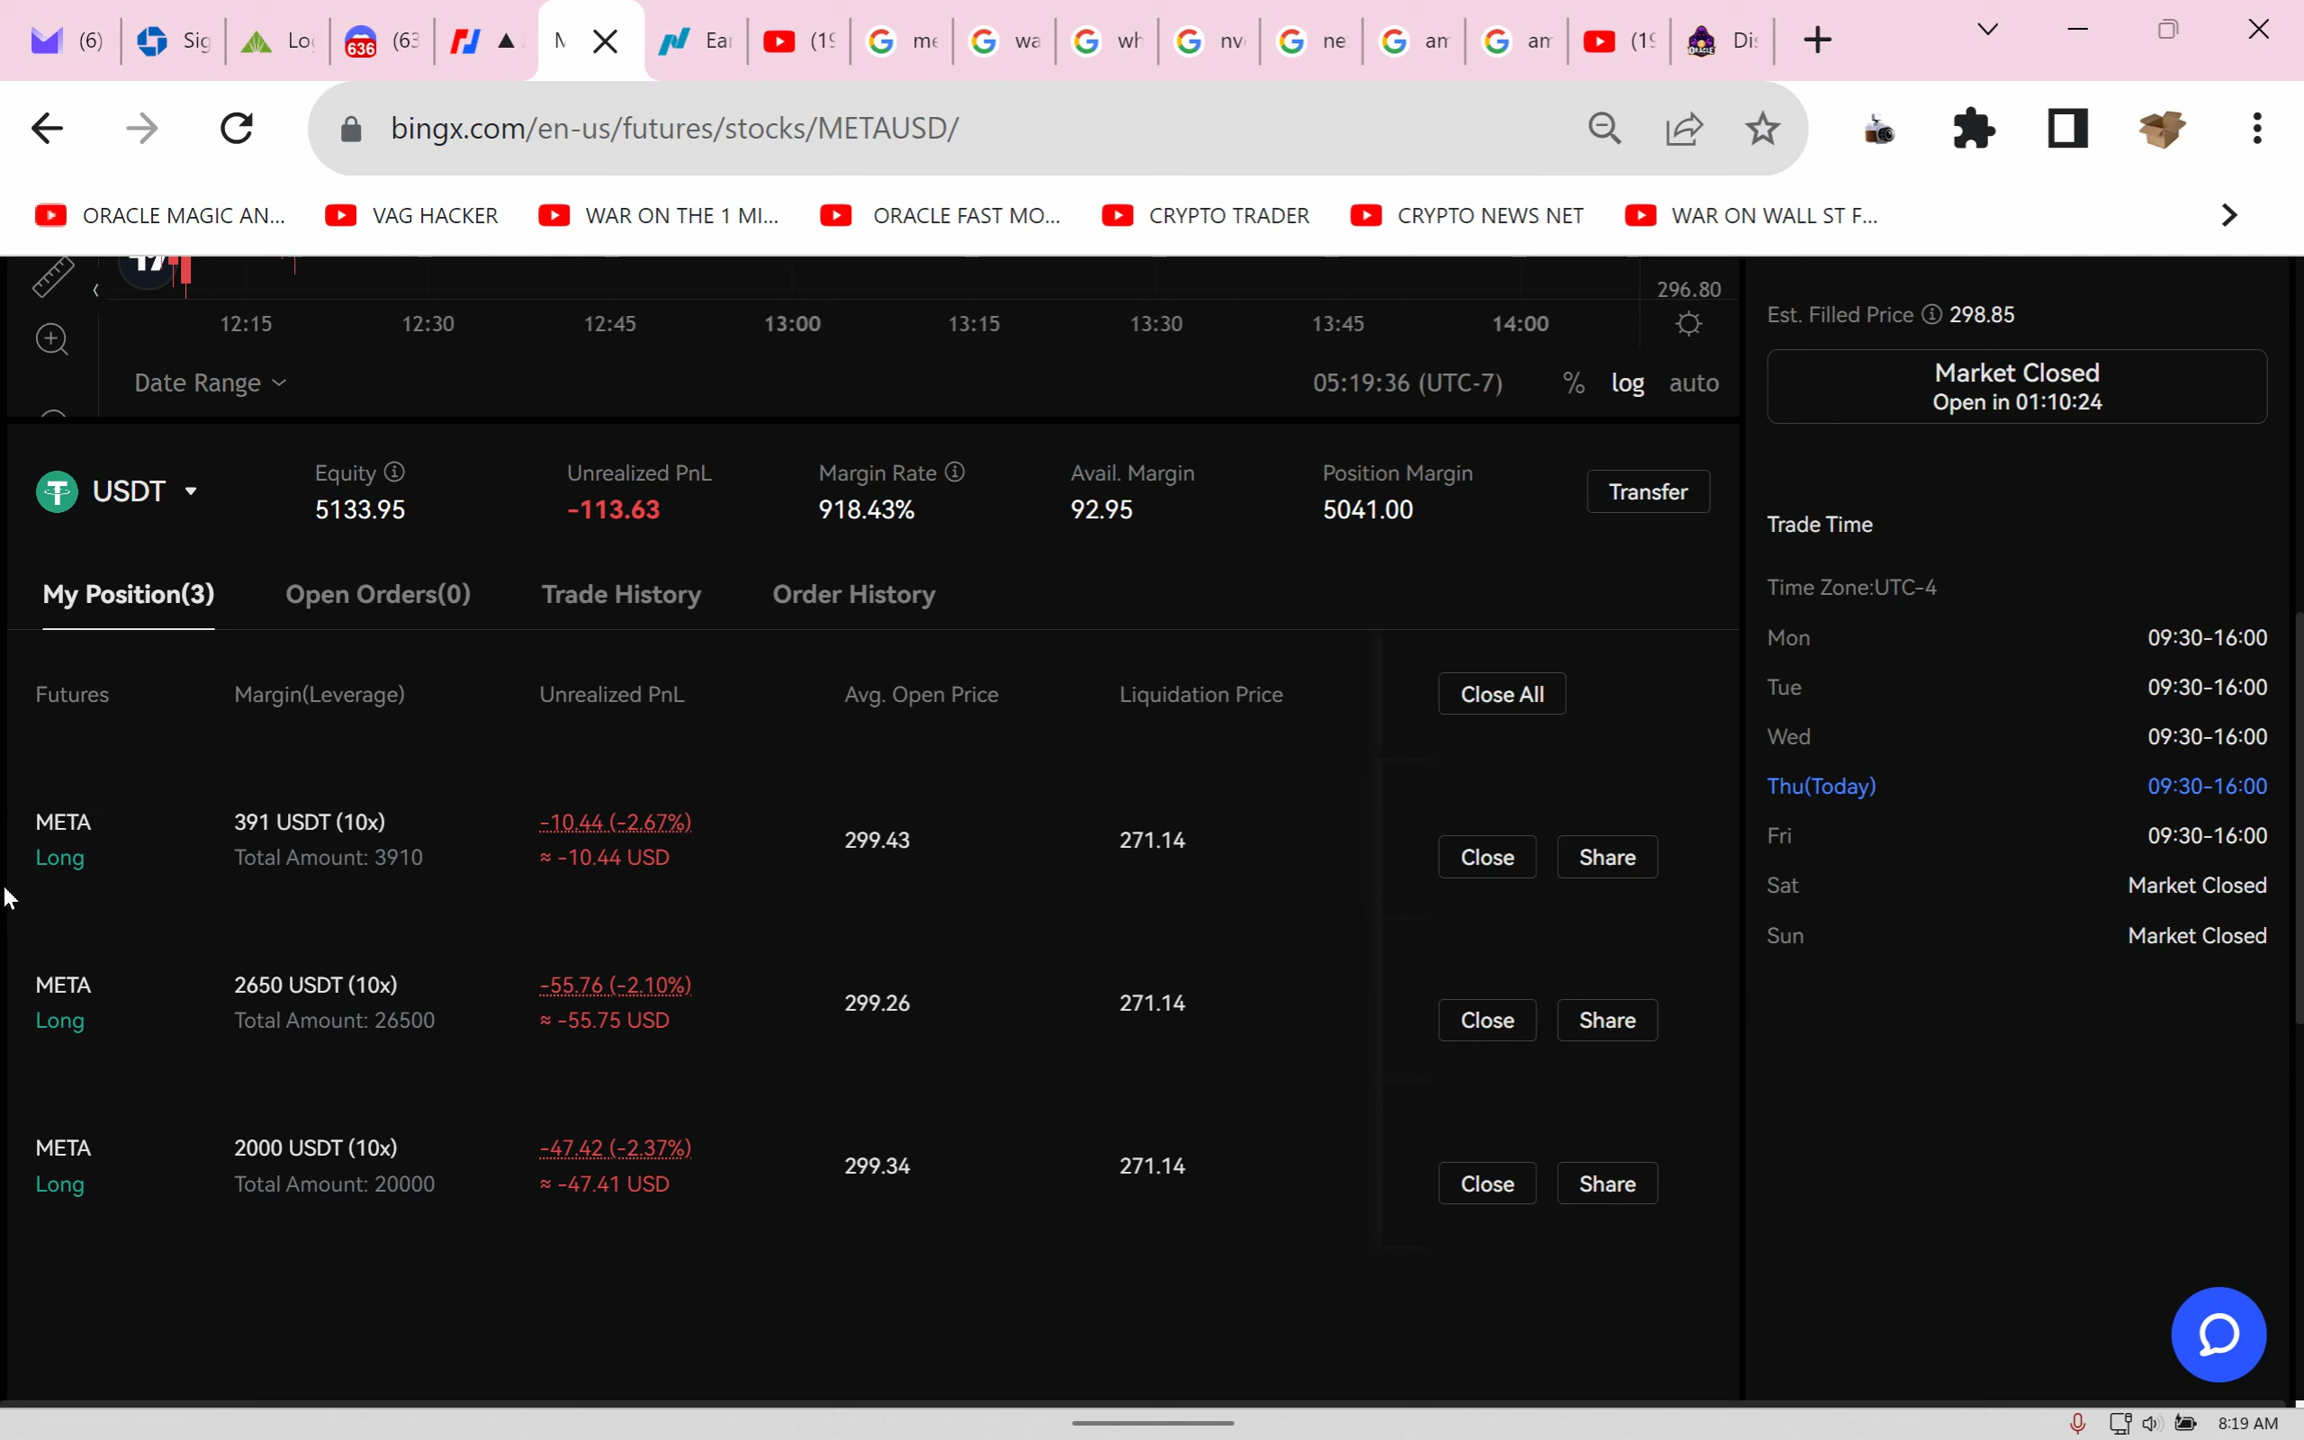 (6)
Sig
Lo
636
(63
N
Ear
(19
me
wa
wh
nv
ne
am
am
(19
Dis
bingx.com/en-us/futures/stocks/METAUSD/
ORACLE MAGIC AN...
VAG HACKER
WAR ON THE 1 MI...
ORACLE FAST MO...
CRYPTO TRADER
CRYPTO NEWS NET
WAR ON WALL ST F...
296.80
12:15 12:30 12:45 13:00 13:15 13:30 13:45 14:00
Date Range
05:19:36 (UTC-7) % log auto
Est. Filled Price 298.85
Market Closed
Open in 01:10:24
USDT
Equity
5133.95
Unrealized PnL
-113.63
Margin Rate
918.43%
Avail. Margin
92.95
Position Margin
5041.00
Transfer
My Position(3) Open Orders(0) Trade History Order History
Futures Margin(Leverage) Unrealized PnL Avg. Open Price Liquidation Price Close All
META 391 USDT (10x) -10.44 (-2.67%)
299.43 271.14
Long Total Amount: 3910 ≈ -10.44 USD Close Share
META 2650 USDT (10x) -55.76 (-2.10%)
299.26 271.14
Long Total Amount: 26500 ≈ -55.75 USD Close Share
META 2000 USDT (10x) -47.42 (-2.37%)
299.34 271.14
Long Total Amount: 20000 ≈ -47.41 USD Close Share
Trade Time
Time Zone:UTC-4
Mon 09:30-16:00
Tue 09:30-16:00
Wed 09:30-16:00
Thu(Today) 09:30-16:00
Fri 09:30-16:00
Sat Market Closed
Sun Market Closed
8:19 AM